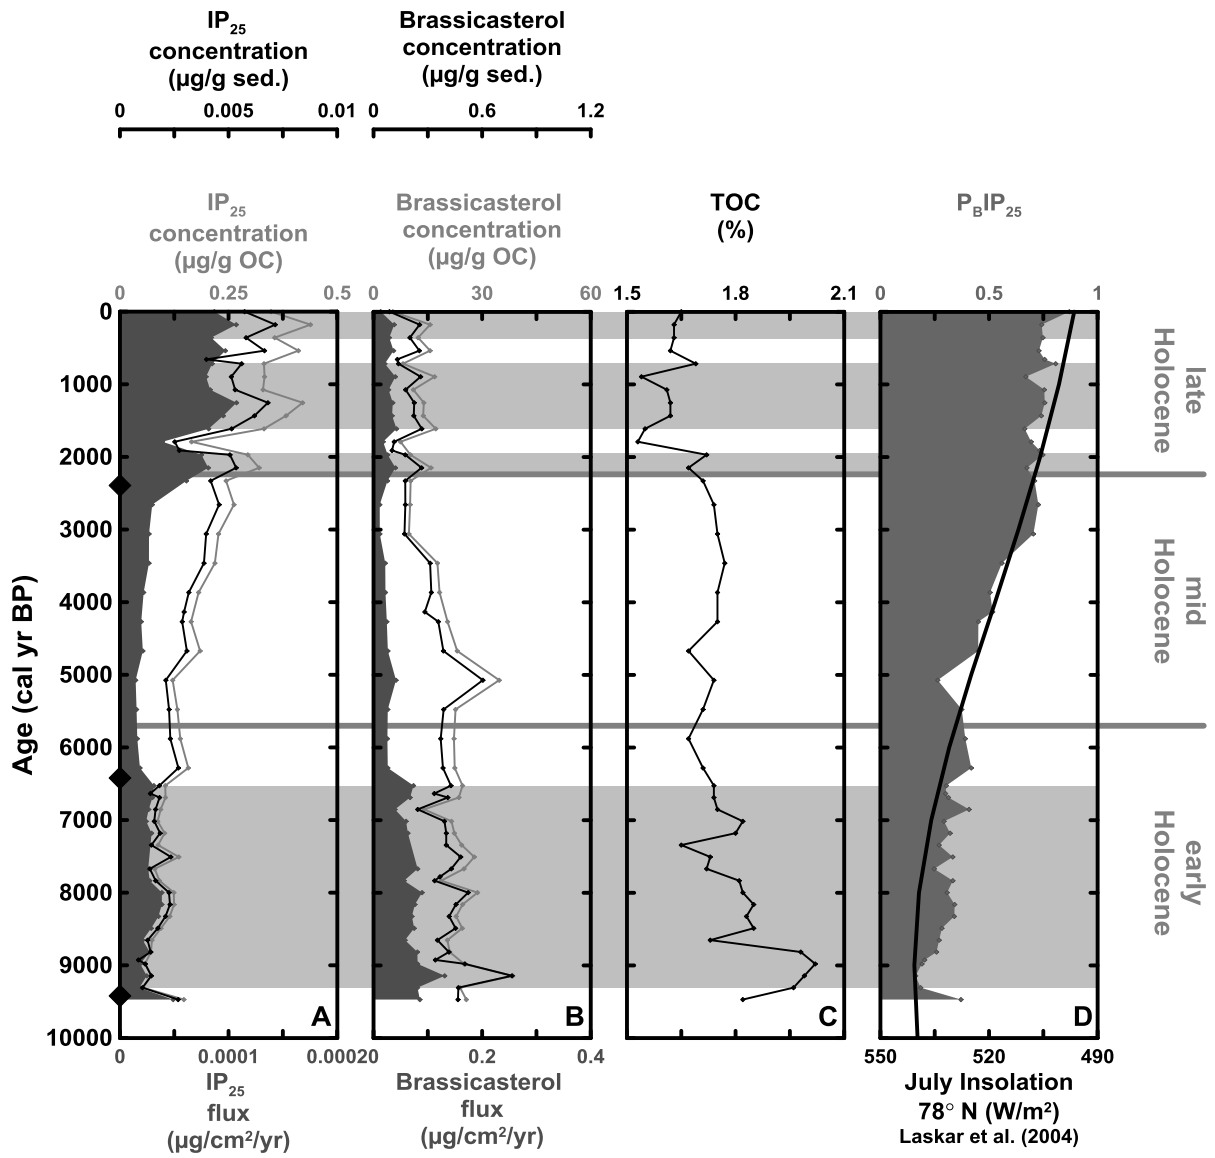 IP25 Brassicasterol
concentration concentration
(µg/g sed.) (µg/g sed.)
0 0.005 0.01 0 0.6 1.2
IP25 Brassicasterol TOC PBIP25
concentration concentration (%)
(µg/g OC) (µg/g OC)
0 0.25 0.5 0 30 60 1.5 1.8 2.1 0 0.5 1
0
1000
2000
3000
4000
5000
6000
7000
8000
9000
10000
Age (cal yr BP)
A B C D
late
Holocene
mid
Holocene
early
Holocene
0 0.0001 0.0002 0 0.2 0.4 550 520 490
IP25 Brassicasterol July Insolation
flux flux 78° N (W/m2)
(µg/cm2/yr) (µg/cm2/yr) Laskar et al. (2004)